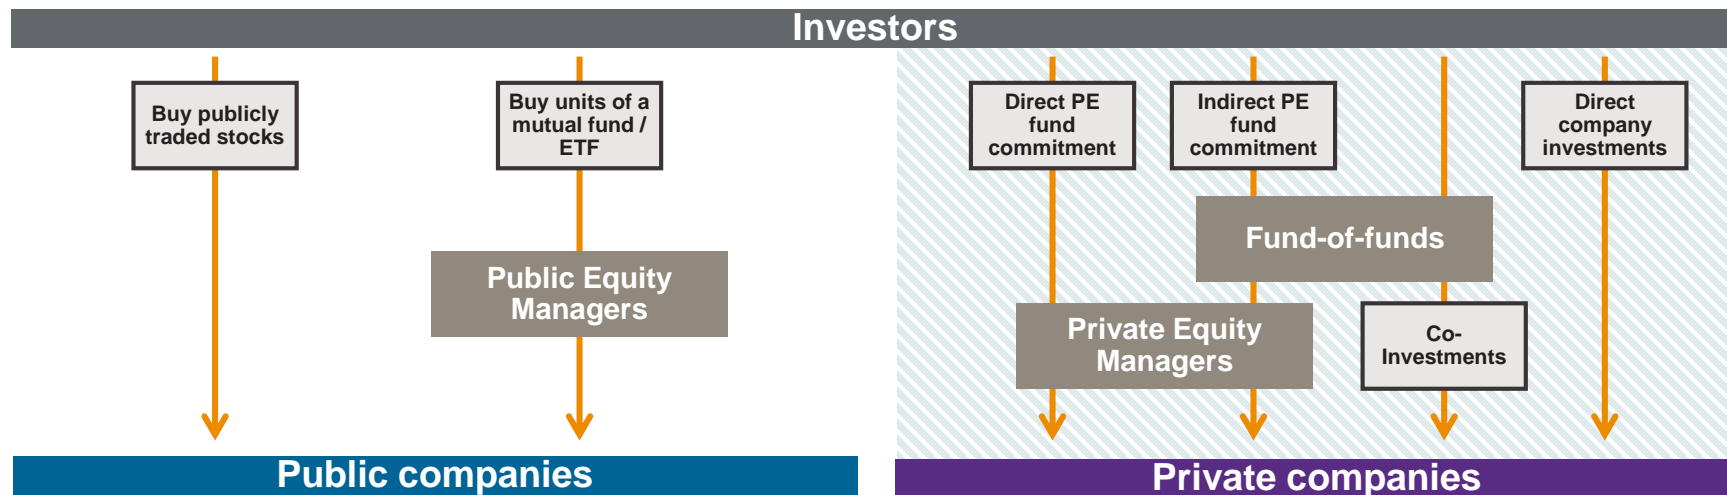 Investors
Buy publicly
traded stocks
Buy units of a
mutual fund /
ETF
Direct PE
fund
commitment
Indirect PE
fund
commitment
Direct
company
investments
Fund-of-funds
Public Equity
Managers
Private Equity
Managers
Co-
Investments
Public companies
Private companies